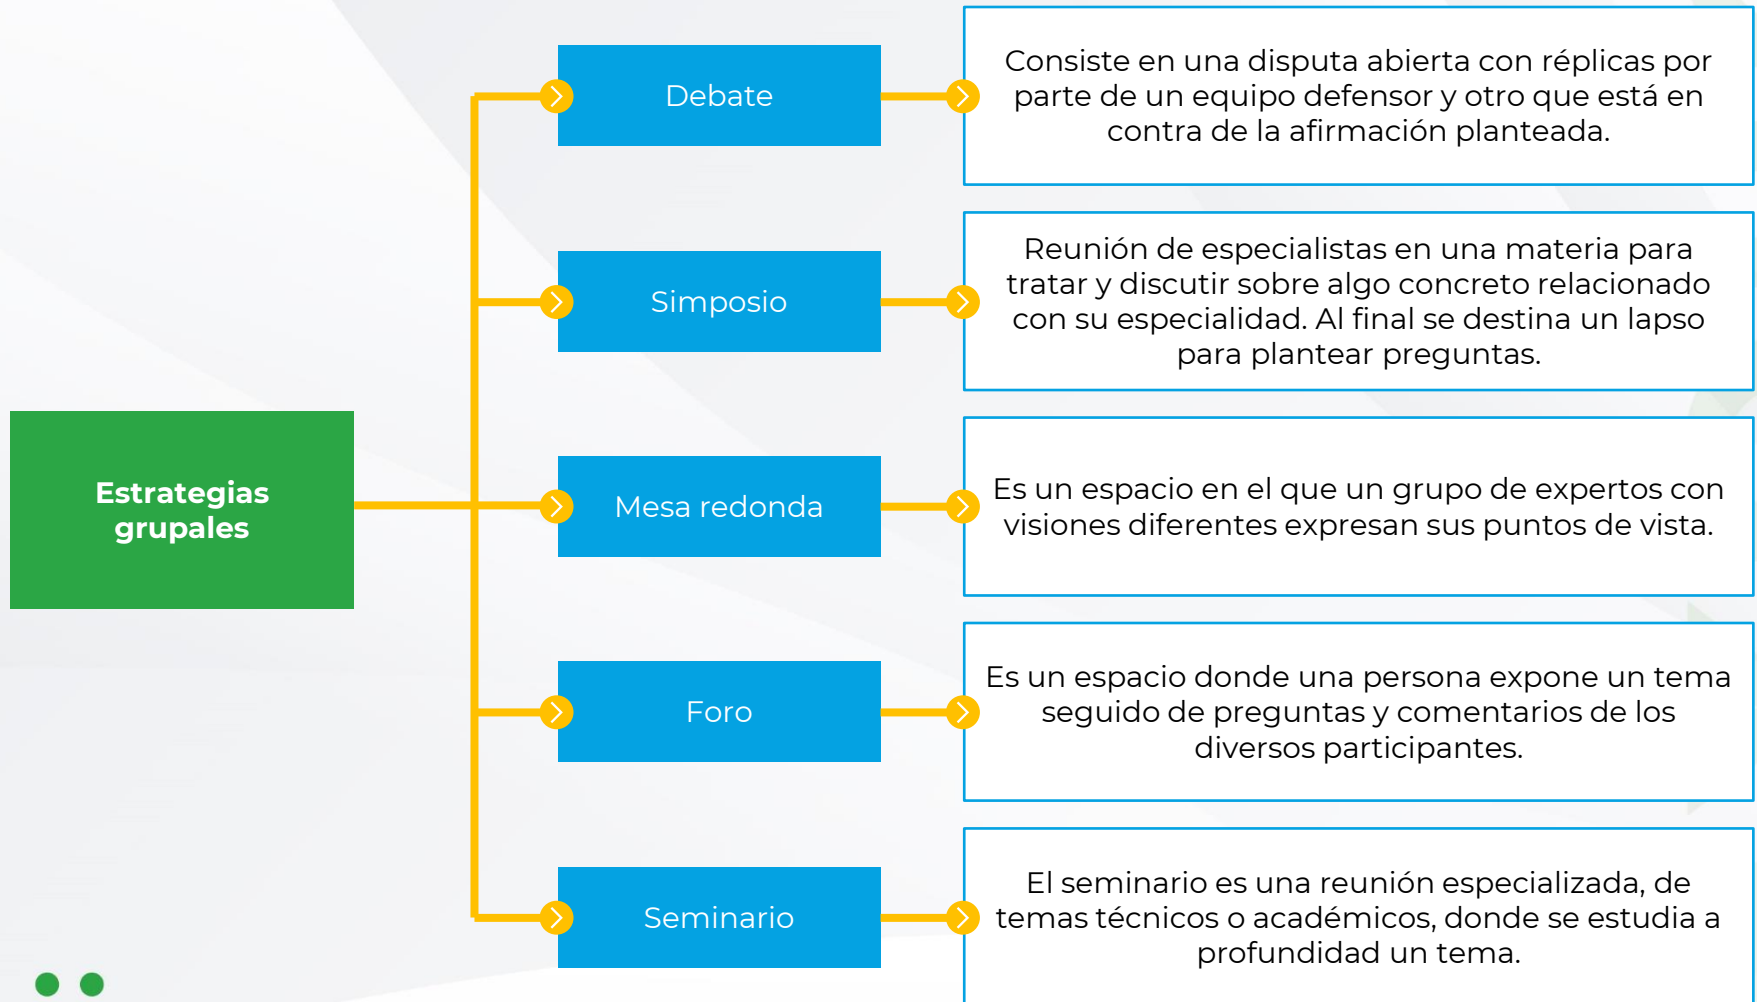 Estrategias
grupales
Debate
Consiste en una disputa abierta con réplicas por
parte de un equipo defensor y otro que está en
contra de la afirmación planteada.
Simposio
Reunión de especialistas en una materia para
tratar y discutir sobre algo concreto relacionado
con su especialidad. Al final se destina un lapso
para plantear preguntas.
Mesa redonda
Es un espacio en el que un grupo de expertos con
visiones diferentes expresan sus puntos de vista.
Foro
Es un espacio donde una persona expone un tema
seguido de preguntas y comentarios de los
diversos participantes.
Seminario
El seminario es una reunión especializada, de
temas técnicos o académicos, donde se estudia a
profundidad un tema.